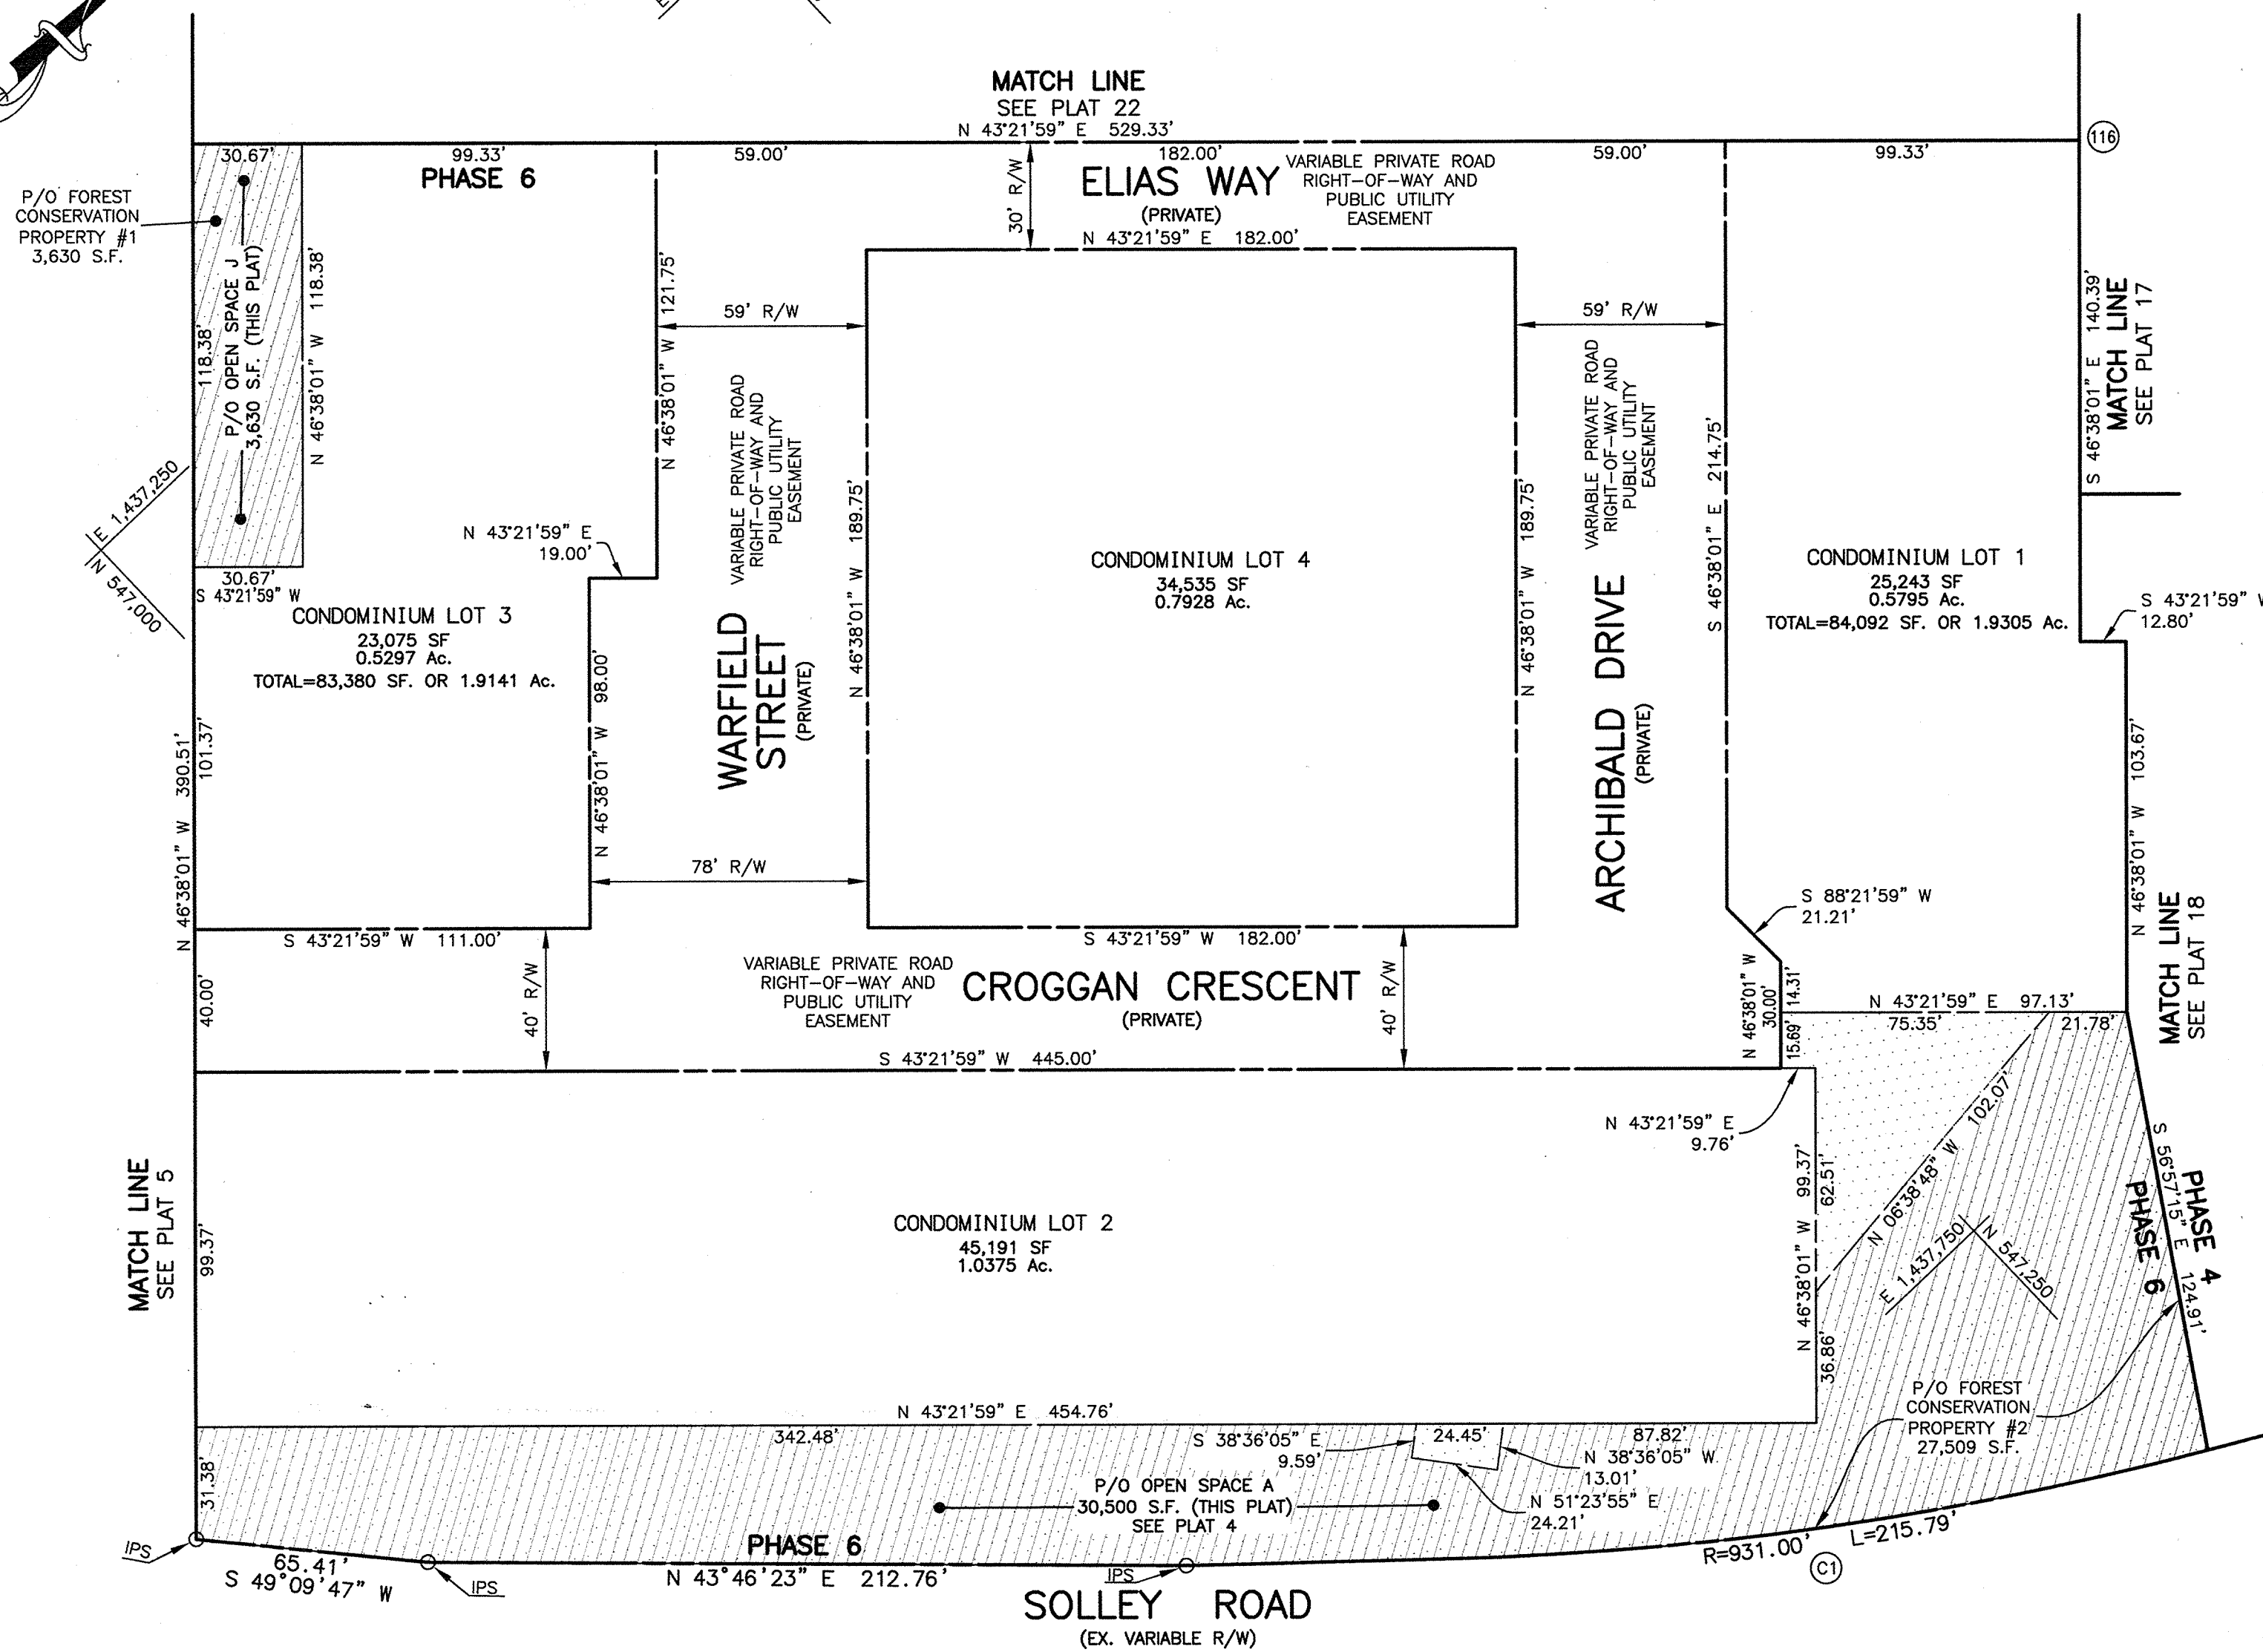 MATCH LINE
SEE PLAT 22
N 43°21'59" E 529.33'
30.67'
99.33'
59.00'
182.00'
59.00'
99.33'
116
PHASE 6
P/O FOREST
CONSERVATION
PROPERTY #1
3,630 S.F.
P/O OPEN SPACE J
3,630 S.F. (THIS PLAT)
118.38'
N 46°38'01" W 118.38'
30.67'
S 43°21'59" W
E 1,437,250
N 547,000
30' R/W
ELIAS WAY
(PRIVATE)
VARIABLE PRIVATE ROAD
RIGHT-OF-WAY AND
PUBLIC UTILITY
EASEMENT
N 43°21'59" E 182.00'
N 46°38'01" W 121.75'
59' R/W
59' R/W
N 43°21'59" E
19.00'
VARIABLE PRIVATE ROAD
RIGHT-OF-WAY AND
PUBLIC UTILITY
EASEMENT
WARFIELD
STREET
(PRIVATE)
N 46°38'01" W 189.75'
CONDOMINIUM LOT 4
34,535 SF
0.7928 Ac.
N 46°38'01" W 189.75'
VARIABLE PRIVATE ROAD
RIGHT-OF-WAY AND
PUBLIC UTILITY
EASEMENT
ARCHIBALD DRIVE
(PRIVATE)
S 46°38'01" E 214.75'
CONDOMINIUM LOT 1
25,243 SF
0.5795 Ac.
TOTAL=84,092 SF. OR 1.9305 Ac.
S 46°38'01" E 140.39'
MATCH LINE
SEE PLAT 17
S 43°21'59" W
12.80'
CONDOMINIUM LOT 3
23,075 SF
0.5297 Ac.
TOTAL=83,380 SF. OR 1.9141 Ac.
N 46°38'01" W 98.00'
N 46°38'01" W 390.51'
101.37'
78' R/W
N 46°38'01" W 103.67'
MATCH LINE
SEE PLAT 18
S 88°21'59" W
21.21'
S 43°21'59" W 111.00'
S 43°21'59" W 182.00'
40.00'
40' R/W
VARIABLE PRIVATE ROAD
RIGHT-OF-WAY AND
PUBLIC UTILITY
EASEMENT
CROGGAN CRESCENT
(PRIVATE)
40' R/W
N 46°38'01" W
30.00'
14.31'
15.69'
N 43°21'59" E 97.13'
75.35'
21.78'
S 43°21'59" W 445.00'
N 43°21'59" E
9.76'
N 06°38'48" W 102.07'
MATCH LINE
SEE PLAT 5
99.37'
CONDOMINIUM LOT 2
45,191 SF
1.0375 Ac.
N 46°38'01" W 99.37'
62.51'
36.86'
E 1,437,750
N 547,250
S 56°57'15" E 124.91'
PHASE 4
PHASE 6
P/O FOREST
CONSERVATION
PROPERTY #2
27,509 S.F.
N 43°21'59" E 454.76'
342.48'
24.45'
87.82'
S 38°36'05" E
9.59'
N 38°36'05" W
13.01'
N 51°23'55" E
24.21'
31.38'
P/O OPEN SPACE A
30,500 S.F. (THIS PLAT)
SEE PLAT 4
IPS
65.41'
S 49°09'47" W
IPS
PHASE 6
N 43°46'23" E 212.76'
IPS
R=931.00'
C1
L=215.79'
SOLLEY ROAD
(EX. VARIABLE R/W)